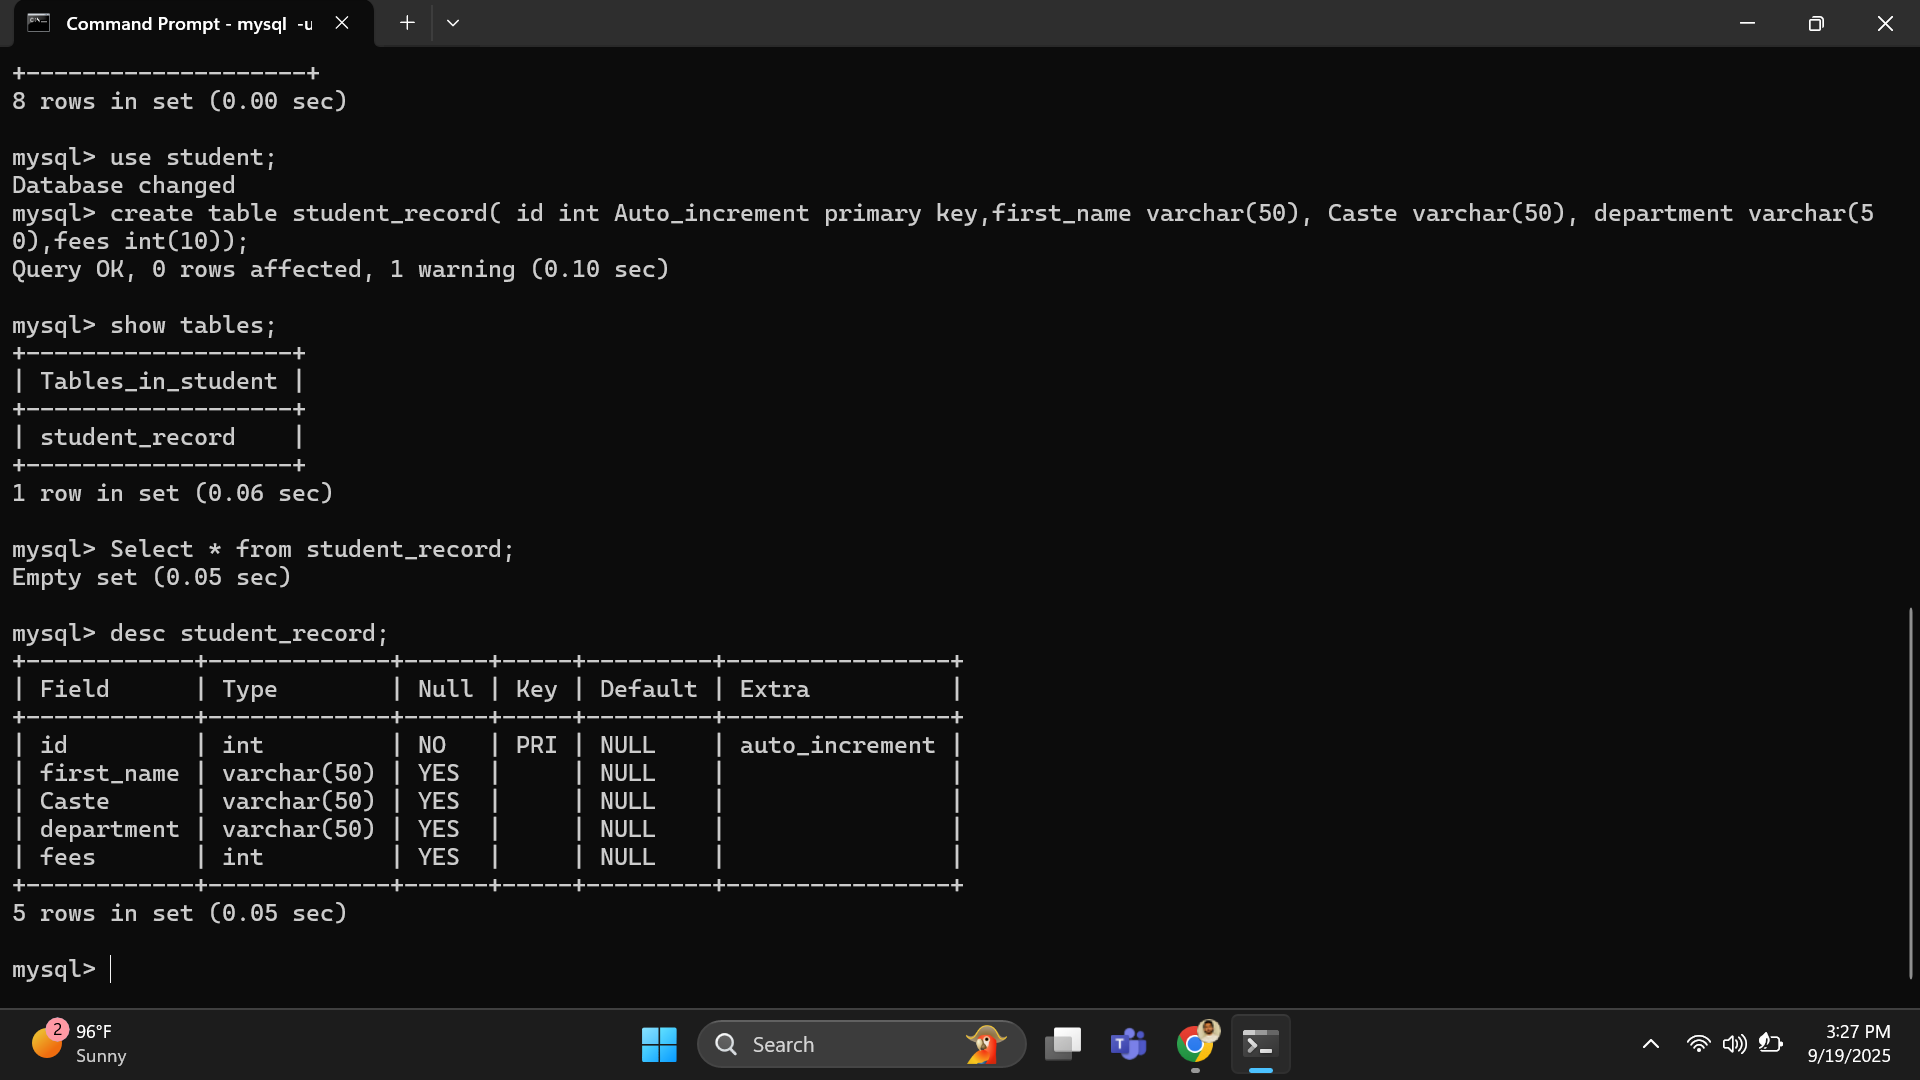 Command Prompt - mysql -u
+--------------------+
8 rows in set (0.00 sec)
mysql> use student;
Database changed
mysql> create table student_record( id int Auto_increment primary key,first_name varchar(50), Caste varchar(50), department varchar(5
0),fees int(10));
Query OK, 0 rows affected, 1 warning (0.10 sec)
mysql> show tables;
+-------------------+
| Tables_in_student |
+-------------------+
| student_record    |
+-------------------+
1 row in set (0.06 sec)
mysql> Select * from student_record;
Empty set (0.05 sec)
mysql> desc student_record;
+------------+-------------+------+-----+---------+----------------+
| Field      | Type        | Null | Key | Default | Extra          |
+------------+-------------+------+-----+---------+----------------+
| id         | int         | NO   | PRI | NULL    | auto_increment |
| first_name | varchar(50) | YES  |     | NULL    |                |
| Caste      | varchar(50) | YES  |     | NULL    |                |
| department | varchar(50) | YES  |     | NULL    |                |
| fees       | int         | YES  |     | NULL    |                |
+------------+-------------+------+-----+---------+----------------+
5 rows in set (0.05 sec)
mysql>
2
96°F
Sunny
Search
3:27 PM
9/19/2025